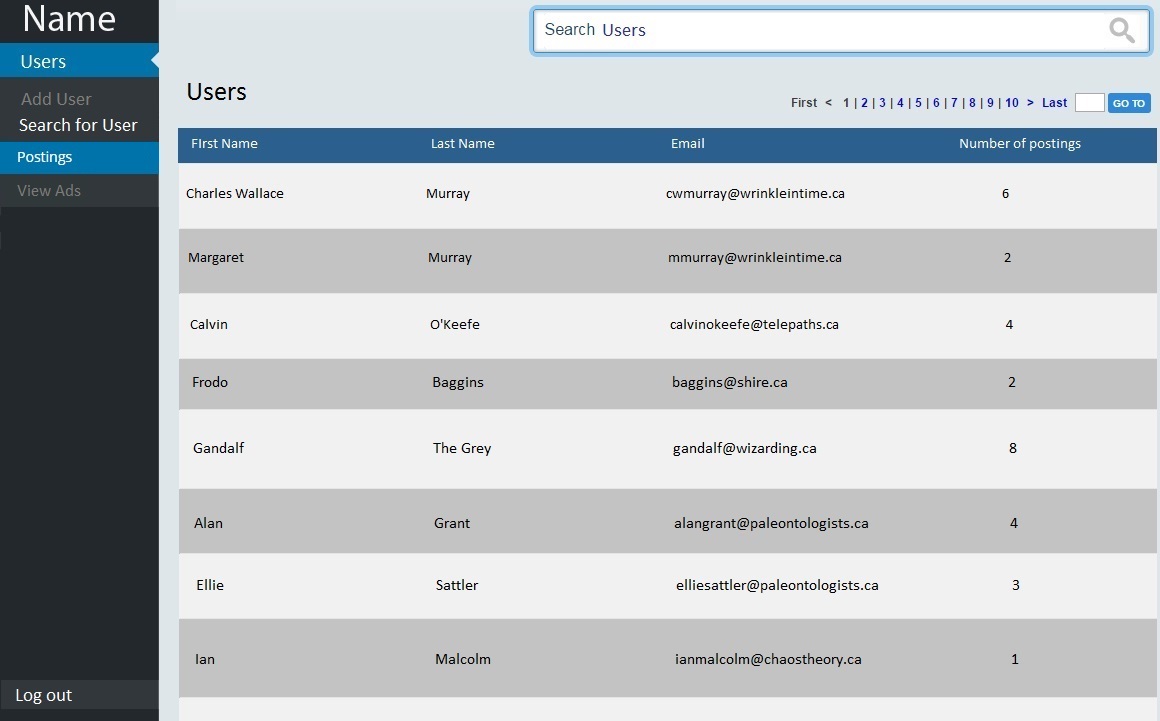 Name
Search Users
Users
Add User
Search for User
Postings
View Ads
Log out
Users
First < 1 | 2 | 3 | 4 | 5 | 6 | 7 | 8 | 9 | 10 > Last GO TO
FIrst Name Last Name Email Number of postings
Charles Wallace Murray cwmurray@wrinkleintime.ca 6
Margaret Murray mmurray@wrinkleintime.ca 2
Calvin O'Keefe calvinokeefe@telepaths.ca 4
Frodo Baggins baggins@shire.ca 2
Gandalf The Grey gandalf@wizarding.ca 8
Alan Grant alangrant@paleontologists.ca 4
Ellie Sattler elliesattler@paleontologists.ca 3
Ian Malcolm ianmalcolm@chaostheory.ca 1